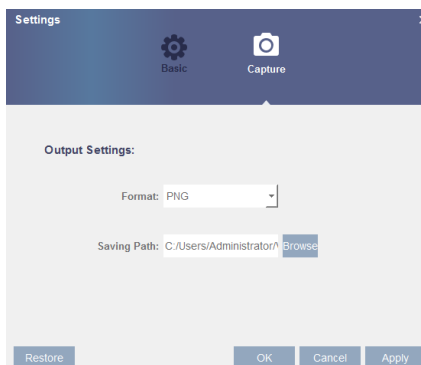 Settings
Basic
Capture
Output Settings:
Format: PNG
Saving Path: C:/Users/Administrator/ Browse
Restore
OK Cancel Apply